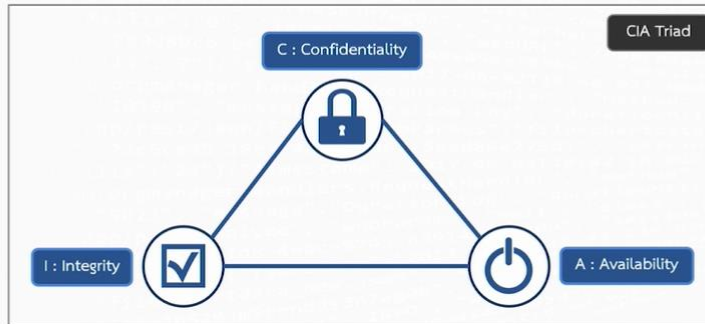 CIA Triad
C : Confidentiality
I : Integrity
A : Availability